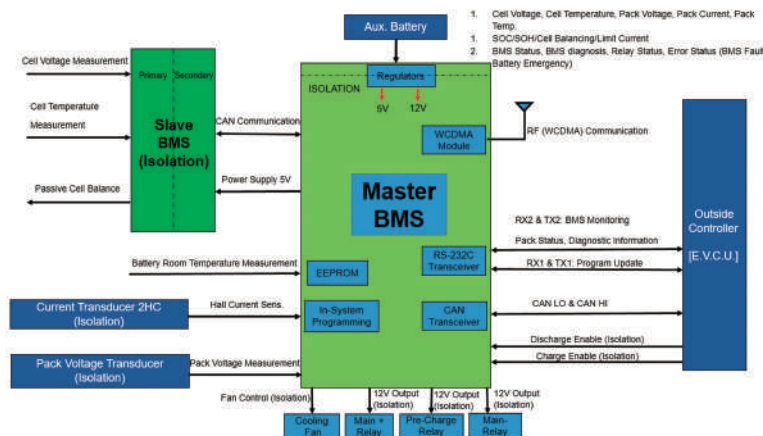 Aux. Battery
1. Cell Voltage, Cell Temperature, Pack Voltage, Pack Current, Pack
Temp.
1. SOC/SOH/Cell Balancing/Limit Current
2. BMS Status, BMS diagnosis, Relay Status, Error Status (BMS Fault
Battery Emergency)
Cell Voltage Measurement
Primary
Secondary
Cell Temperature
Measurement
Slave
BMS
(Isolation)
Passive Cell Balance
CAN Communication
Power Supply 5V
Regulators
ISOLATION
5V
12V
WCDMA
Module
RF (WCDMA) Communication
Master
BMS
Outside
Controller
[E.V.C.U.]
RX2 & TX2: BMS Monitoring
Pack Status, Diagnostic Information
RS-232C
Transceiver
RX1 & TX1: Program Update
Battery Room Temperature Measurement
EEPROM
Current Transducer 2HC
(Isolation)
Hall Current Sens.
In-System
Programming
CAN
Transceiver
CAN LO & CAN HI
Discharge Enable (Isolation)
Charge Enable (Isolation)
Pack Voltage Transducer
(Isolation)
Pack Voltage Measurement
Fan Control (Isolation)
12V Output
(Isolation)
12V Output
(Isolation)
12V Output
(Isolation)
Cooling
Fan
Main +
Relay
Pre-Charge
Relay
Main-
Relay